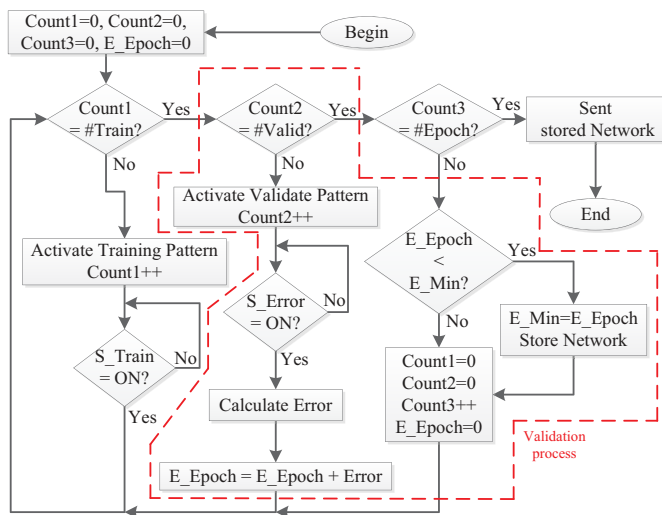 Count1=0, Count2=0,
Count3=0, E_Epoch=0
Begin
Count1
= #Train?
Yes
No
Count2
= #Valid?
Yes
No
Count3
= #Epoch?
Yes
No
Sent
stored Network
End
Activate Validate Pattern
Count2++
Activate Training Pattern
Count1++
S_Train
= ON?
No
Yes
S_Error
= ON?
No
Yes
Calculate Error
E_Epoch = E_Epoch + Error
E_Epoch
<
E_Min?
Yes
No
E_Min=E_Epoch
Store Network
Count1=0
Count2=0
Count3++
E_Epoch=0
Validation
process